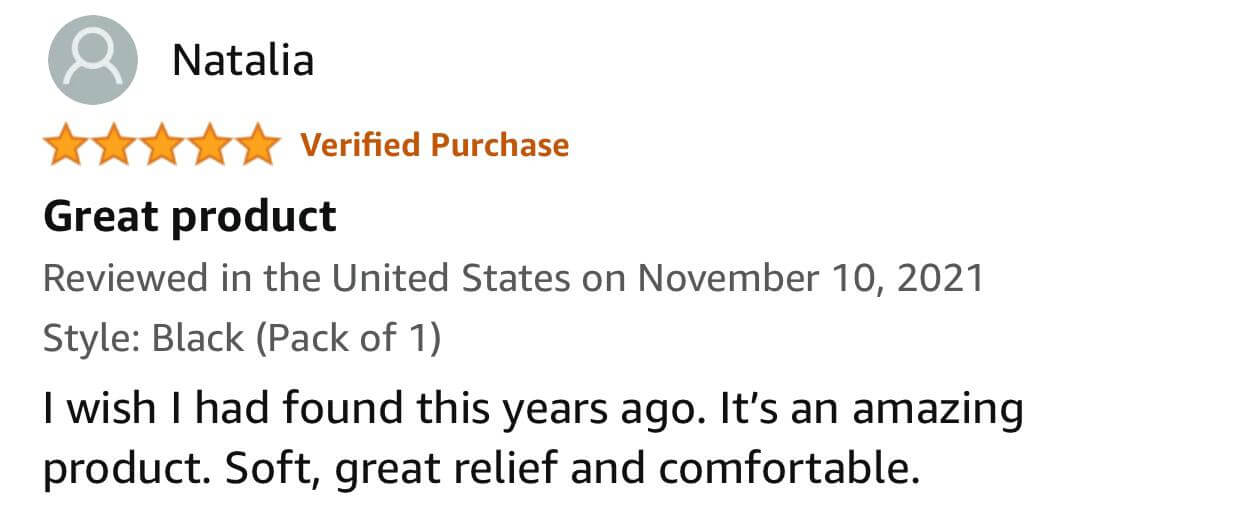 Natalia
Verified Purchase
Great product
Reviewed in the United States on November 10, 2021
Style: Black (Pack of 1)
I wish I had found this years ago. It’s an amazing
product. Soft, great relief and comfortable.